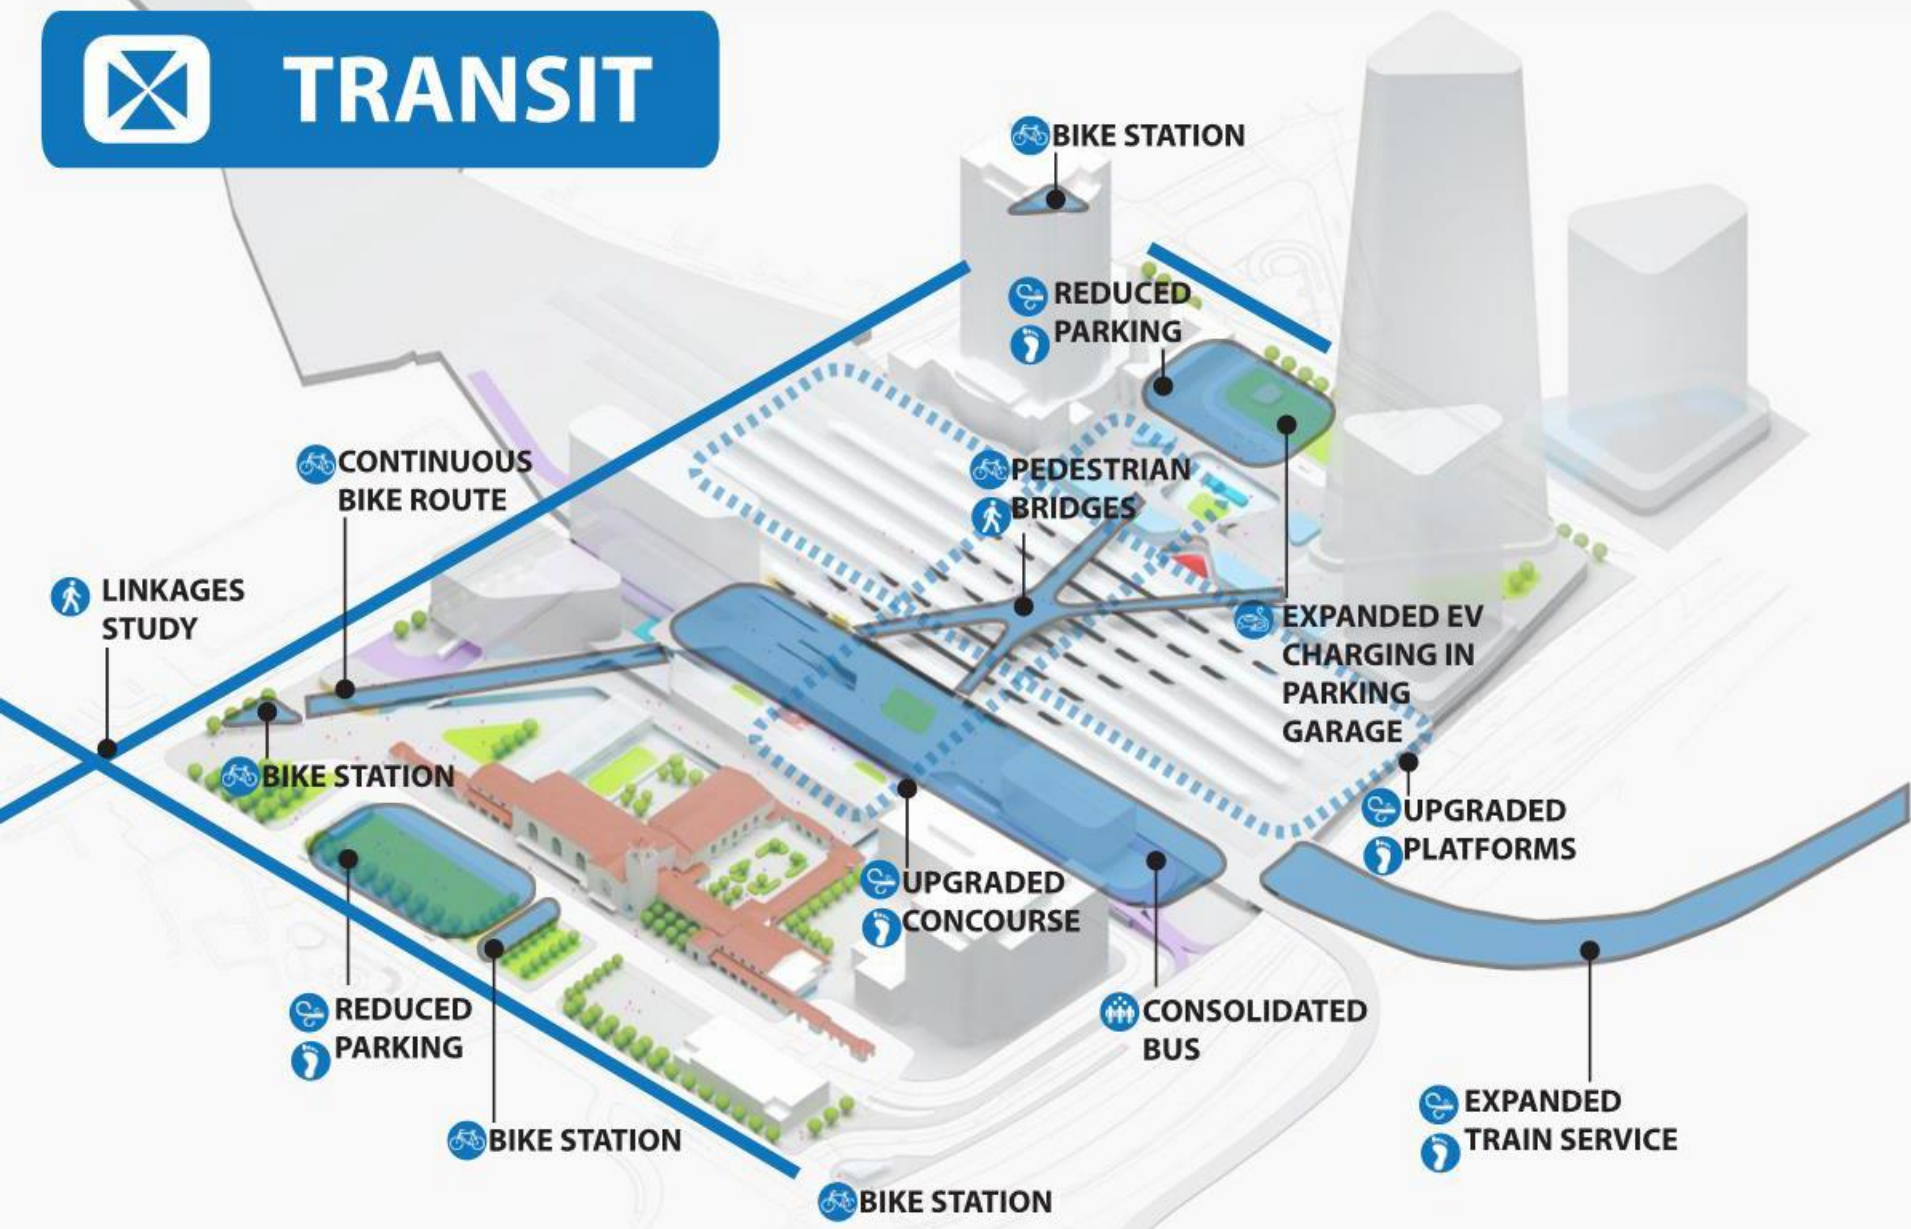 TRANSIT
BIKE STATION
REDUCED
PARKING
CONTINUOUS
BIKE ROUTE
PEDESTRIAN
BRIDGES
LINKAGES
STUDY
EXPANDED EV
CHARGING IN
PARKING
GARAGE
BIKE STATION
UPGRADED
PLATFORMS
UPGRADED
CONCOURSE
REDUCED
PARKING
CONSOLIDATED
BUS
EXPANDED
TRAIN SERVICE
BIKE STATION
BIKE STATION